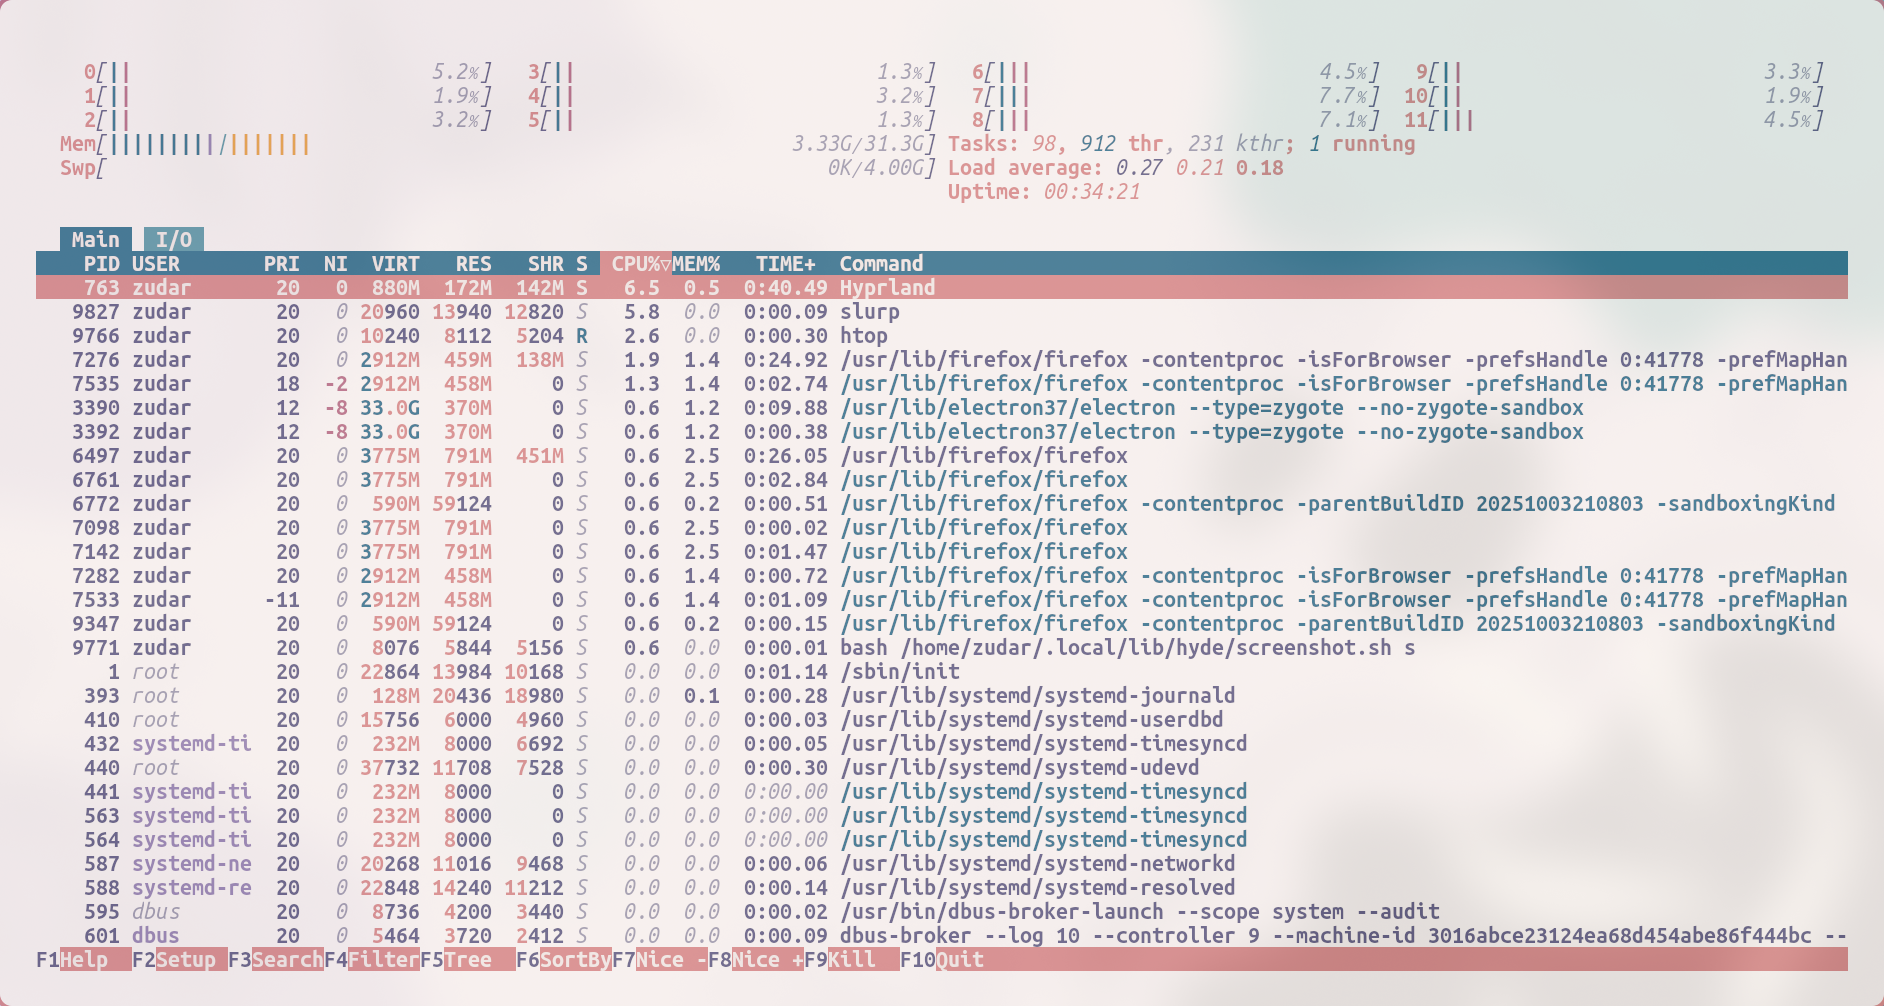 0[|| 5.2%] 3[|| 1.3%] 6[||| 4.5%] 9[|| 3.3%]
1[|| 1.9%] 4[|| 3.2%] 7[||| 7.7%] 10[|| 1.9%]
2[|| 3.2%] 5[|| 1.3%] 8[||| 7.1%] 11[||| 4.5%]
Mem[|||||||||/||||||| 3.33G/31.3G] Tasks: 98, 912 thr, 231 kthr; 1 running
Swp[ 0K/4.00G] Load average: 0.27 0.21 0.18
Uptime: 00:34:21
Main I/O
PID USER PRI NI VIRT RES SHR S CPU%▽MEM% TIME+ Command
763 zudar 20 0 880M 172M 142M S 6.5 0.5 0:40.49 Hyprland
9827 zudar 20 0 20960 13940 12820 S 5.8 0.0 0:00.09 slurp
9766 zudar 20 0 10240 8112 5204 R 2.6 0.0 0:00.30 htop
7276 zudar 20 0 2912M 459M 138M S 1.9 1.4 0:24.92 /usr/lib/firefox/firefox -contentproc -isForBrowser -prefsHandle 0:41778 -prefMapHan
7535 zudar 18 -2 2912M 458M 0 S 1.3 1.4 0:02.74 /usr/lib/firefox/firefox -contentproc -isForBrowser -prefsHandle 0:41778 -prefMapHan
3390 zudar 12 -8 33.0G 370M 0 S 0.6 1.2 0:09.88 /usr/lib/electron37/electron --type=zygote --no-zygote-sandbox
3392 zudar 12 -8 33.0G 370M 0 S 0.6 1.2 0:00.38 /usr/lib/electron37/electron --type=zygote --no-zygote-sandbox
6497 zudar 20 0 3775M 791M 451M S 0.6 2.5 0:26.05 /usr/lib/firefox/firefox
6761 zudar 20 0 3775M 791M 0 S 0.6 2.5 0:02.84 /usr/lib/firefox/firefox
6772 zudar 20 0 590M 59124 0 S 0.6 0.2 0:00.51 /usr/lib/firefox/firefox -contentproc -parentBuildID 20251003210803 -sandboxingKind
7098 zudar 20 0 3775M 791M 0 S 0.6 2.5 0:00.02 /usr/lib/firefox/firefox
7142 zudar 20 0 3775M 791M 0 S 0.6 2.5 0:01.47 /usr/lib/firefox/firefox
7282 zudar 20 0 2912M 458M 0 S 0.6 1.4 0:00.72 /usr/lib/firefox/firefox -contentproc -isForBrowser -prefsHandle 0:41778 -prefMapHan
7533 zudar -11 0 2912M 458M 0 S 0.6 1.4 0:01.09 /usr/lib/firefox/firefox -contentproc -isForBrowser -prefsHandle 0:41778 -prefMapHan
9347 zudar 20 0 590M 59124 0 S 0.6 0.2 0:00.15 /usr/lib/firefox/firefox -contentproc -parentBuildID 20251003210803 -sandboxingKind
9771 zudar 20 0 8076 5844 5156 S 0.6 0.0 0:00.01 bash /home/zudar/.local/lib/hyde/screenshot.sh s
1 root 20 0 22864 13984 10168 S 0.0 0.0 0:01.14 /sbin/init
393 root 20 0 128M 20436 18980 S 0.0 0.1 0:00.28 /usr/lib/systemd/systemd-journald
410 root 20 0 15756 6000 4960 S 0.0 0.0 0:00.03 /usr/lib/systemd/systemd-userdbd
432 systemd-ti 20 0 232M 8000 6692 S 0.0 0.0 0:00.05 /usr/lib/systemd/systemd-timesyncd
440 root 20 0 37732 11708 7528 S 0.0 0.0 0:00.30 /usr/lib/systemd/systemd-udevd
441 systemd-ti 20 0 232M 8000 0 S 0.0 0.0 0:00.00 /usr/lib/systemd/systemd-timesyncd
563 systemd-ti 20 0 232M 8000 0 S 0.0 0.0 0:00.00 /usr/lib/systemd/systemd-timesyncd
564 systemd-ti 20 0 232M 8000 0 S 0.0 0.0 0:00.00 /usr/lib/systemd/systemd-timesyncd
587 systemd-ne 20 0 20268 11016 9468 S 0.0 0.0 0:00.06 /usr/lib/systemd/systemd-networkd
588 systemd-re 20 0 22848 14240 11212 S 0.0 0.0 0:00.14 /usr/lib/systemd/systemd-resolved
595 dbus 20 0 8736 4200 3440 S 0.0 0.0 0:00.02 /usr/bin/dbus-broker-launch --scope system --audit
601 dbus 20 0 5464 3720 2412 S 0.0 0.0 0:00.09 dbus-broker --log 10 --controller 9 --machine-id 3016abce23124ea68d454abe86f444bc --
F1Help F2Setup F3SearchF4FilterF5Tree F6SortByF7Nice -F8Nice +F9Kill F10Quit